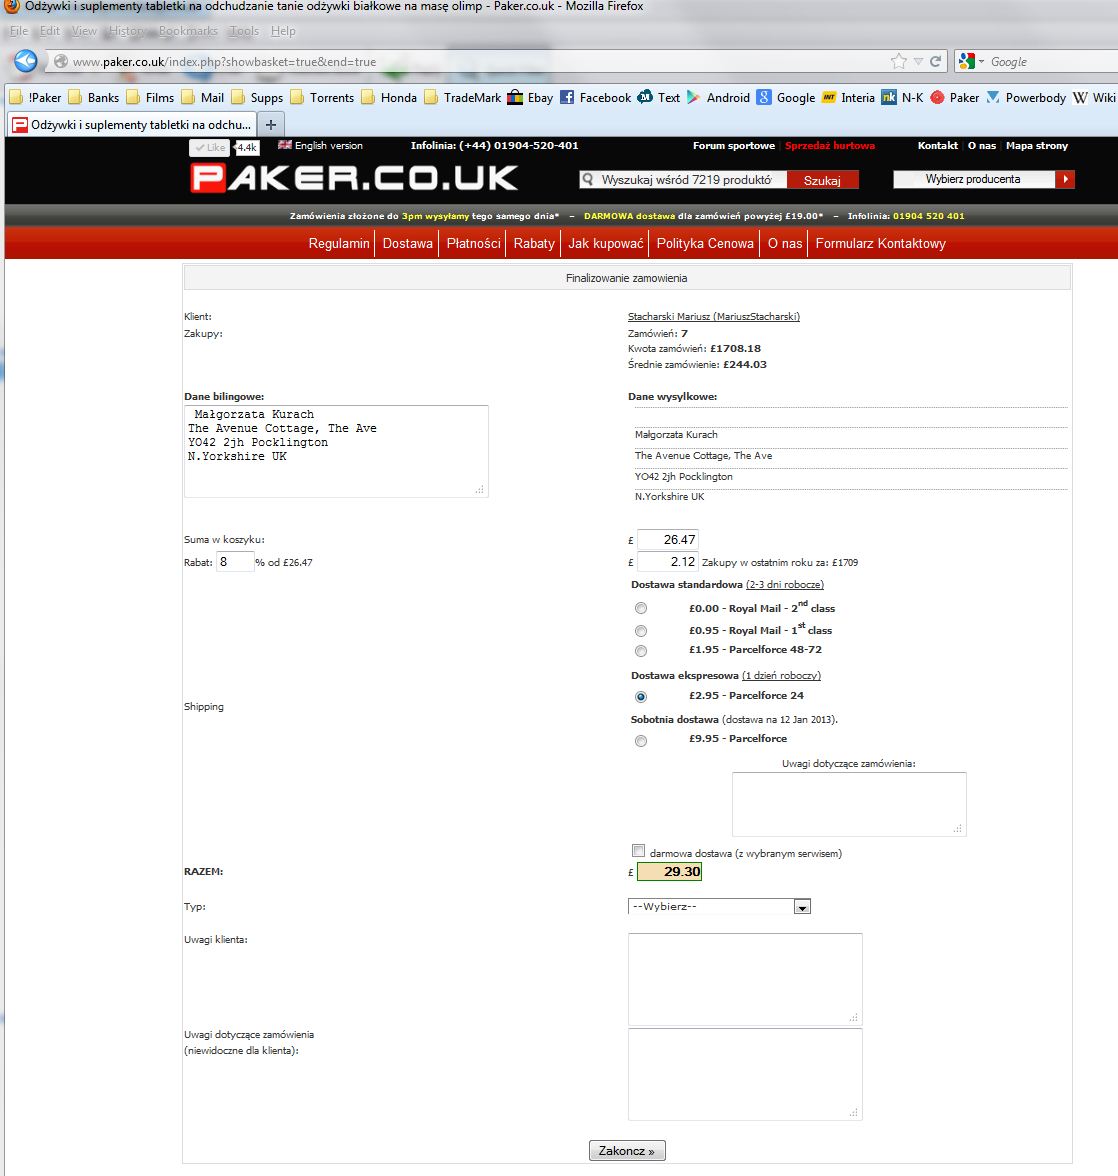 Odżywki i suplementy tabletki na odchudzanie tanie odżywki białkowe na masę olimp - Paker.co.uk - Mozilla Firefox
File Edit View History Bookmarks Tools Help
www.paker.co.uk/index.php?showbasket=true&end=true
Google
!Paker Banks Films Mail Supps Torrents Honda TradeMark Ebay Facebook Text Android Google Interia N-K Paker Powerbody Wiki
Odżywki i suplementy tabletki na odchu...
Like 4.4k English version Infolinia: (+44) 01904-520-401 Forum sportowe Sprzedaż hurtowa Kontakt O nas Mapa strony
PAKER.CO.UK Wyszukaj wśród 7219 produktów Szukaj Wybierz producenta
Zamówienia złożone do 3pm wysyłamy tego samego dnia* – DARMOWA dostawa dla zamówień powyżej £19.00* – Infolinia: 01904 520 401
Regulamin Dostawa Płatności Rabaty Jak kupować Polityka Cenowa O nas Formularz Kontaktowy
Finalizowanie zamowienia
Klient: Stacharski Mariusz (MariuszStacharski)
Zakupy: Zamówień: 7
Kwota zamówień: £1708.18
Średnie zamówienie: £244.03
Dane bilingowe: Dane wysylkowe:
Małgorzata Kurach
The Avenue Cottage, The Ave
YO42 2jh Pocklington
N.Yorkshire UK
Małgorzata Kurach
The Avenue Cottage, The Ave
YO42 2jh Pocklington
N.Yorkshire UK
Suma w koszyku: £ 26.47
Rabat: 8 % od £26.47 £ 2.12 Zakupy w ostatnim roku za: £1709
Dostawa standardowa (2-3 dni robocze)
£0.00 - Royal Mail - 2nd class
£0.95 - Royal Mail - 1st class
£1.95 - Parcelforce 48-72
Dostawa ekspresowa (1 dzień roboczy)
£2.95 - Parcelforce 24
Shipping
Sobotnia dostawa (dostawa na 12 Jan 2013).
£9.95 - Parcelforce
Uwagi dotyczące zamówienia:
darmowa dostawa (z wybranym serwisem)
RAZEM: £ 29.30
Typ: --Wybierz--
Uwagi klienta:
Uwagi dotyczące zamówienia
(niewidoczne dla klienta):
Zakoncz »